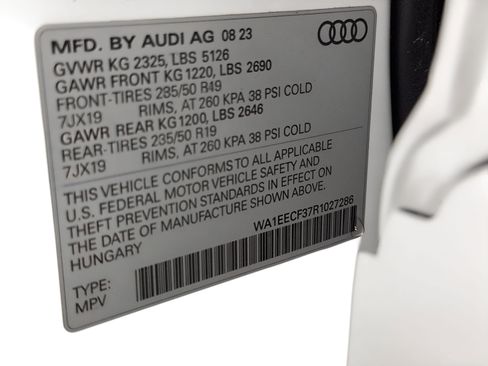 MFD. BY AUDI AG 08 23
GVWR KG 2325, LBS 5126
GAWR FRONT KG 1220, LBS 2690
FRONT-TIRES 285/50 R49
7JX19 RIMS, AT 260 KPA 38 PSI COLD
GAWR REAR KG 1200, LBS 2646
REAR-TIRES 235/50 R19
7JX19 RIMS, AT 260 KPA 38 PSI COLD
THIS VEHICLE CONFORMS TO ALL APPLICABLE
U.S. FEDERAL MOTOR VEHICLE SAFETY AND
THEFT PREVENTION STANDARDS IN EFFECT ON
THE DATE OF MANUFACTURE SHOWN ABOVE.
HUNGARY
WA1EECF37R1027286
TYPE:
MPV